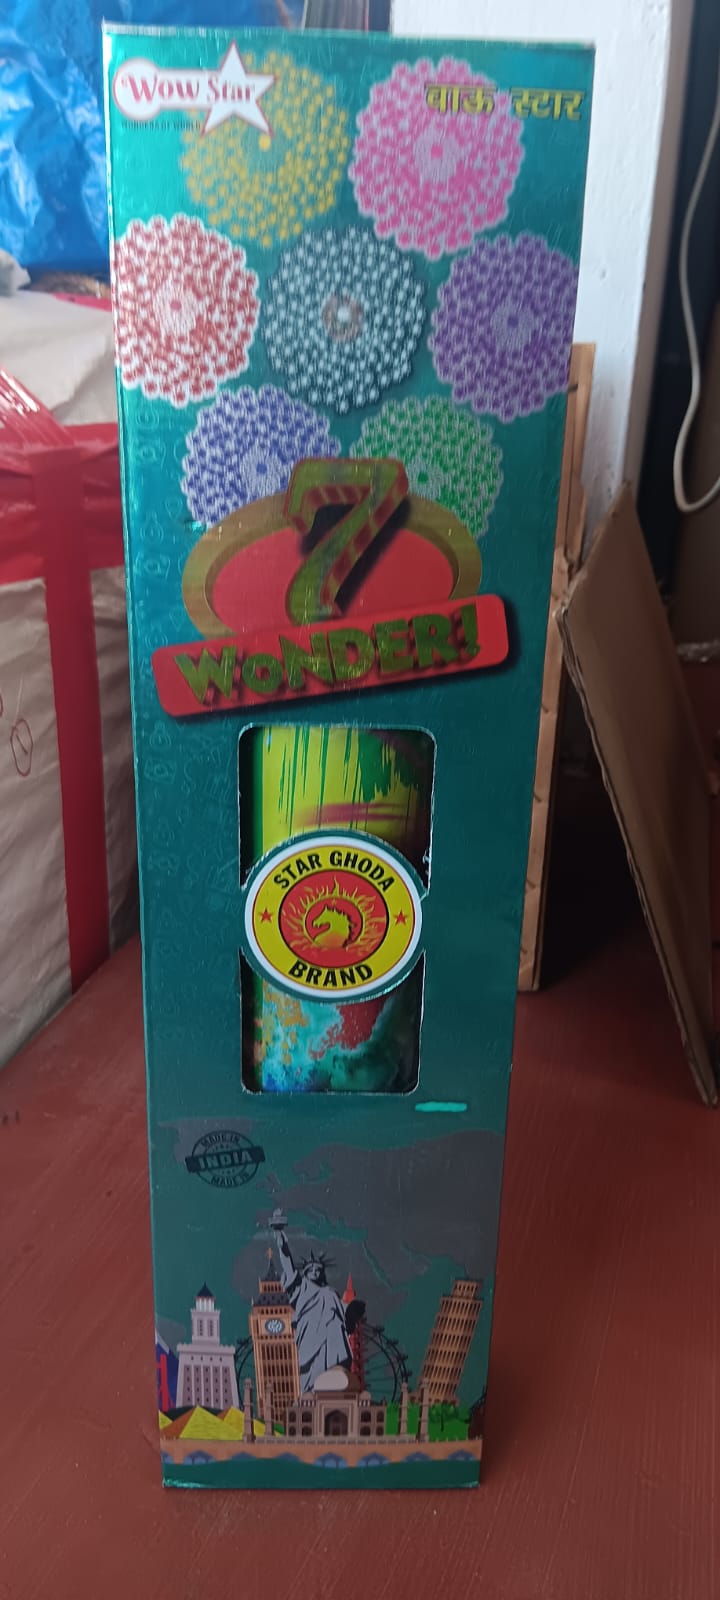 Wow Star
वाऊ स्टार
7
WONDER!
STAR GHODA
BRAND
MADE IN
INDIA
MADE IN